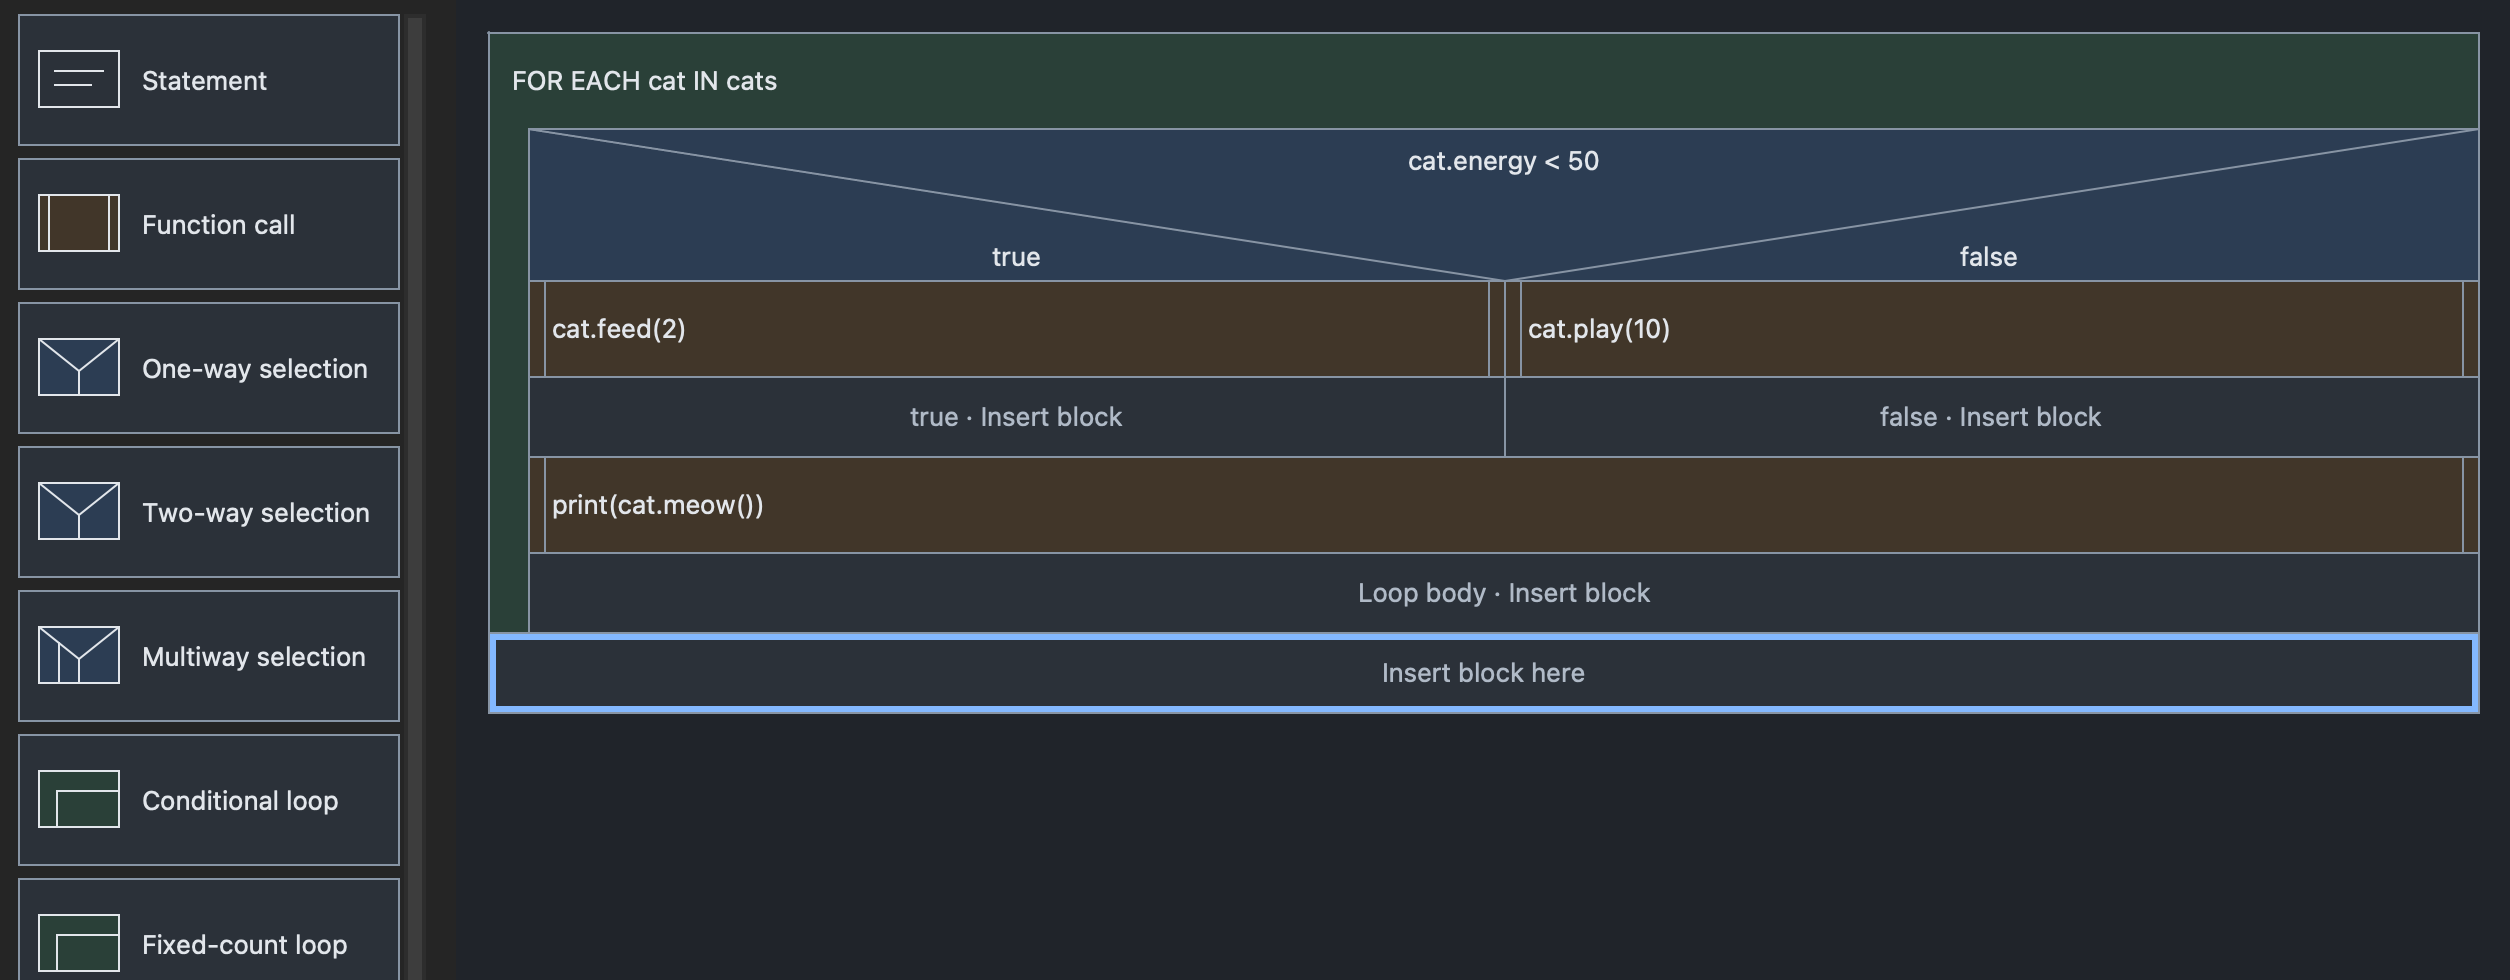 Statement
Function call
One-way selection
Two-way selection
Multiway selection
Conditional loop
Fixed-count loop
FOR EACH cat IN cats
cat.energy < 50
true
false
cat.feed(2)
cat.play(10)
true · Insert block
false · Insert block
print(cat.meow())
Loop body · Insert block
Insert block here